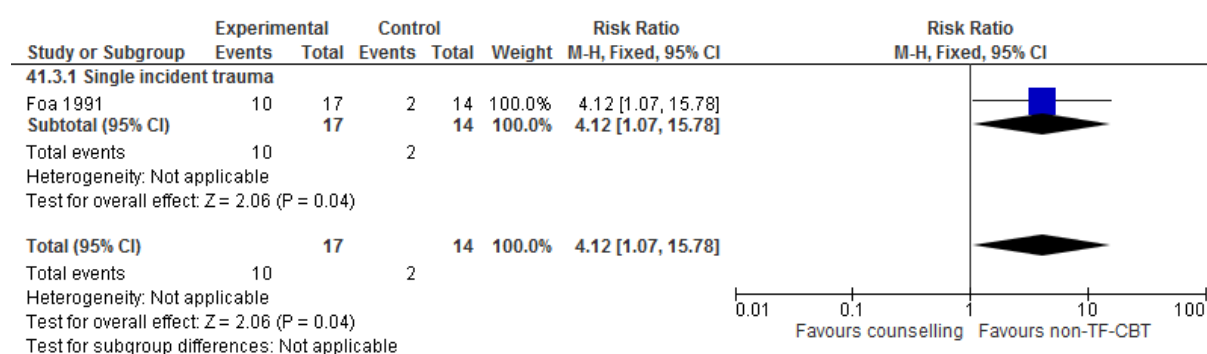 Experimental Control Risk Ratio Risk Ratio
Study or Subgroup Events Total Events Total Weight M-H, Fixed, 95% CI M-H, Fixed, 95% CI
41.3.1 Single incident trauma
Foa 1991 10 17 2 14 100.0% 4.12 [1.07, 15.78]
Subtotal (95% CI) 17 14 100.0% 4.12 [1.07, 15.78]
Total events 10 2
Heterogeneity: Not applicable
Test for overall effect: Z = 2.06 (P = 0.04)
Total (95% CI) 17 14 100.0% 4.12 [1.07, 15.78]
Total events 10 2
Heterogeneity: Not applicable
Test for overall effect: Z = 2.06 (P = 0.04)
Test for subgroup differences: Not applicable
0.01 0.1 1 10 100
Favours counselling Favours non-TF-CBT